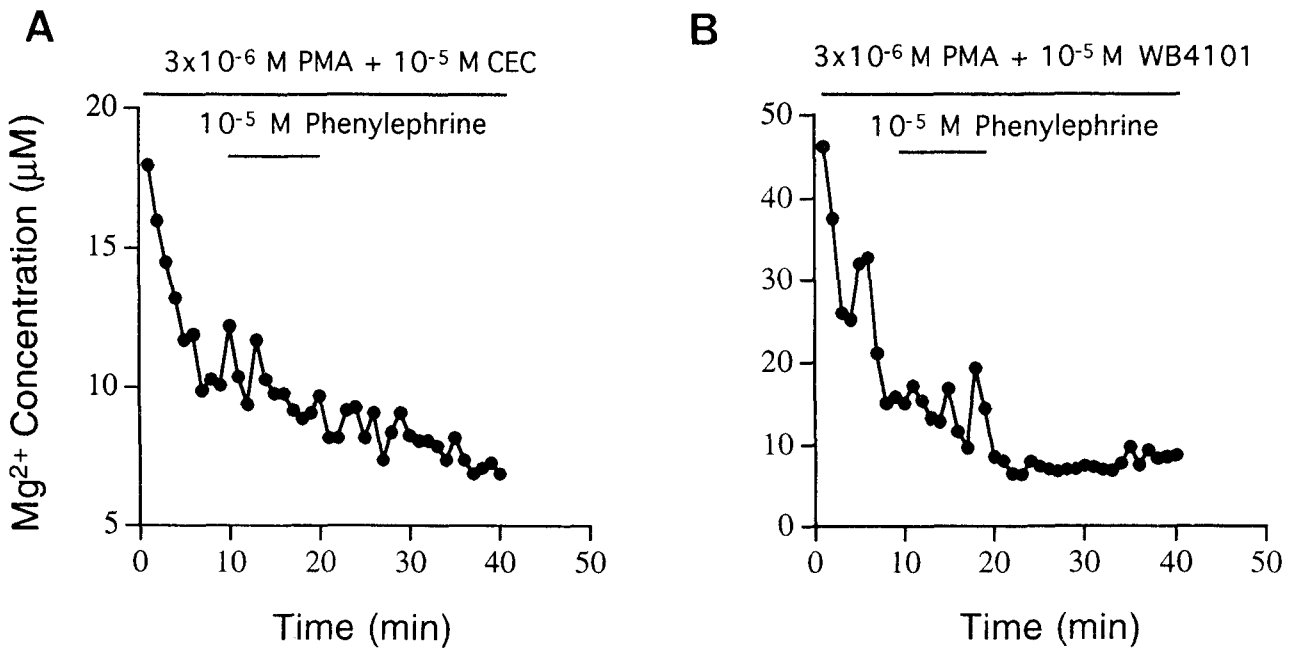 A
3x10⁻⁶ M PMA + 10⁻⁵ M CEC
10⁻⁵ M Phenylephrine
Mg²⁺ Concentration (µM)
20
15
10
5
0 10 20 30 40 50
Time (min)
B
3x10⁻⁶ M PMA + 10⁻⁵ M WB4101
10⁻⁵ M Phenylephrine
50
40
30
20
10
0
0 10 20 30 40 50
Time (min)